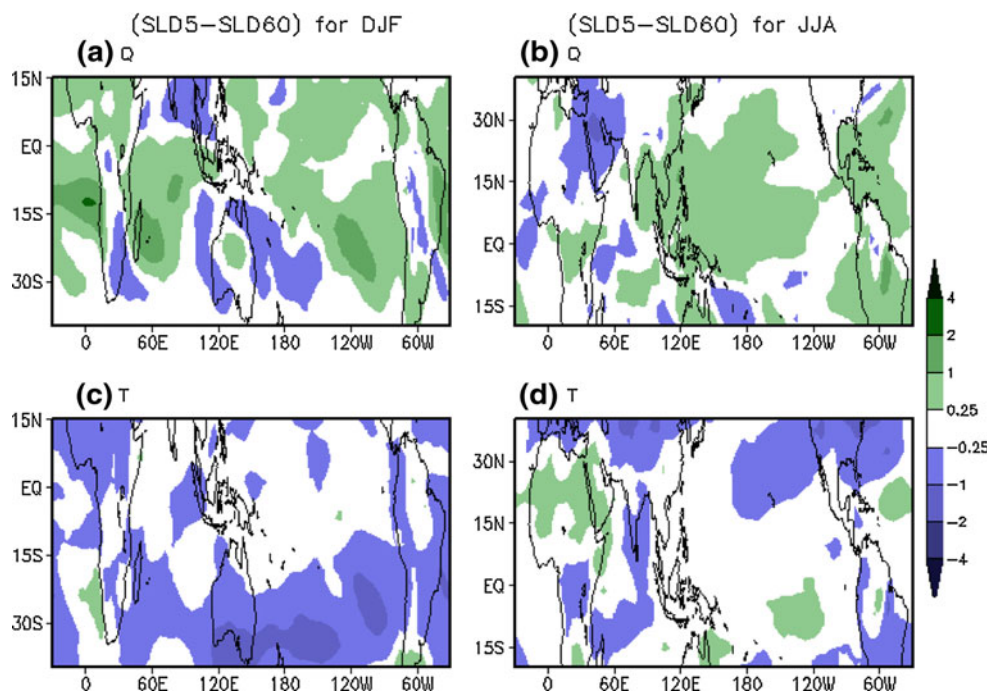 (SLD5–SLD60) for DJF
(SLD5–SLD60) for JJA
(a) Q
(b) Q
15N
EQ
15S
30S
0 60E 120E 180 120W 60W
30N
15N
EQ
15S
0 60E 120E 180 120W 60W
4
2
1
0.25
-0.25
-1
-2
-4
(c) T
(d) T
15N
EQ
15S
30S
0 60E 120E 180 120W 60W
30N
15N
EQ
15S
0 60E 120E 180 120W 60W